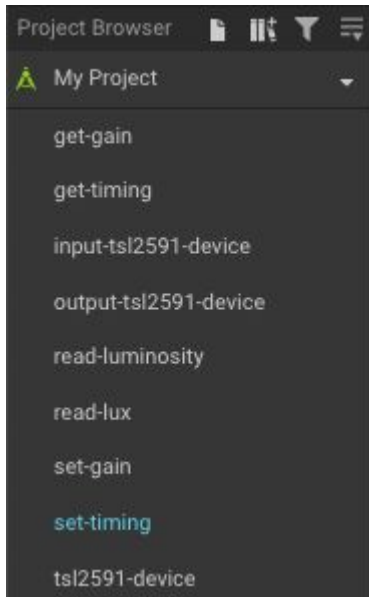 Project Browser
My Project
get-gain
get-timing
input-tsl2591-device
output-tsl2591-device
read-luminosity
read-lux
set-gain
set-timing
tsl2591-device